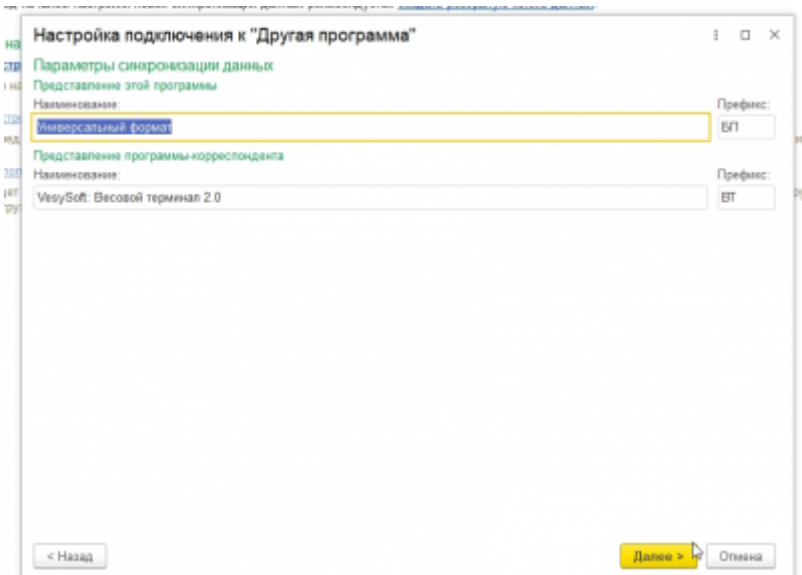 Настройка подключения к "Другая программа"
Параметры синхронизации данных
Представление этой программы
Наименование: Префикс:
Универсальный формат БП
Представление программы-корреспондента
Наименование: Префикс:
VesySoft: Весовой терминал 2.0 ВТ
< Назад Далее > Отмена